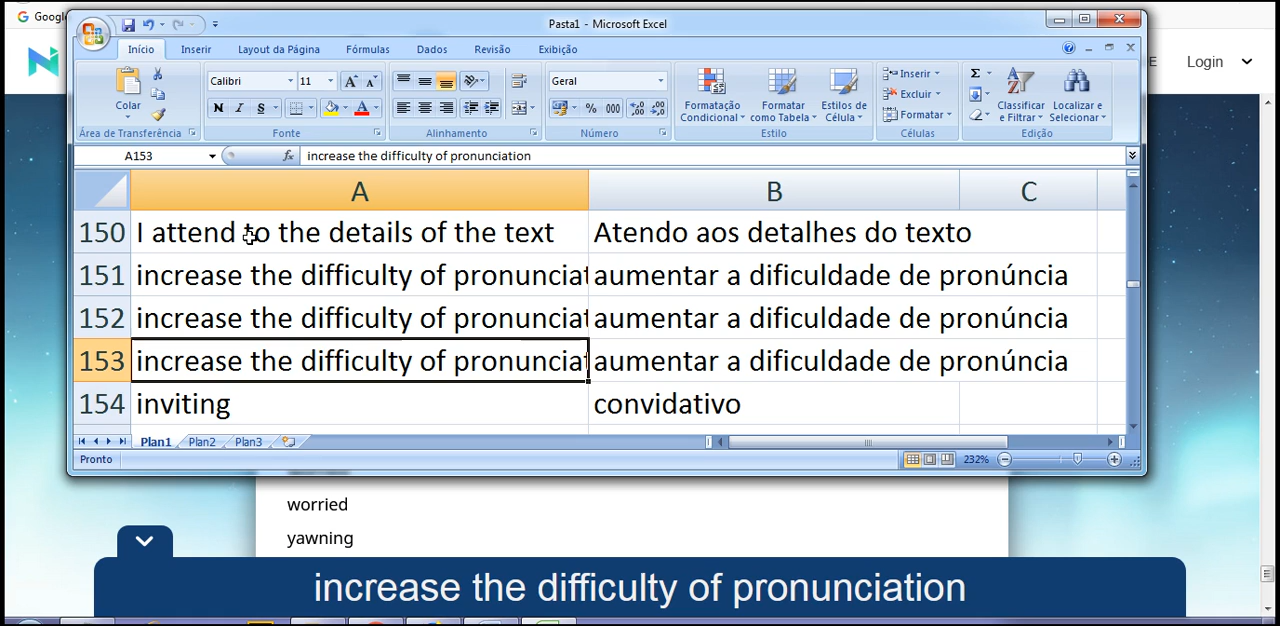 Google
Pasta1 - Microsoft Excel
Início Inserir Layout da Página Fórmulas Dados Revisão Exibição
Login
Colar
Calibri 11
N I S
Geral
% 000
Formatação Condicional
Formatar como Tabela
Estilos de Célula
Inserir
Excluir
Formatar
Σ
Classificar e Filtrar
Localizar e Selecionar
Área de Transferência Fonte Alinhamento Número Estilo Células Edição
A153 fx increase the difficulty of pronunciation
A B C
150 I attend to the details of the text Atendo aos detalhes do texto
151 increase the difficulty of pronunciat aumentar a dificuldade de pronúncia
152 increase the difficulty of pronunciat aumentar a dificuldade de pronúncia
153 increase the difficulty of pronunciat aumentar a dificuldade de pronúncia
154 inviting convidativo
Plan1 Plan2 Plan3
Pronto 232%
worried
yawning
increase the difficulty of pronunciation